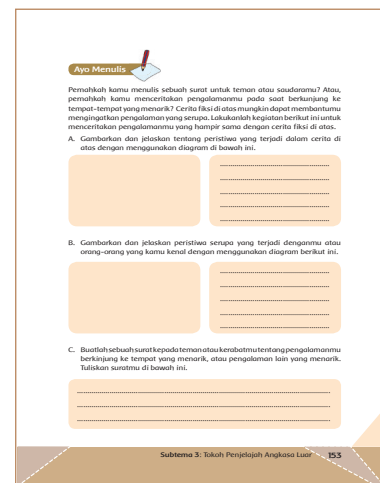 Ayo Menulis
Pernahkah kamu menulis sebuah surat untuk teman atau saudaramu? Atau,
pernahkah kamu menceritakan pengalamanmu pada saat berkunjung ke
tempat-tempat yang menarik? Cerita fiksi di atas mungkin dapat membantumu
mengingatkan pengalaman yang serupa. Lakukanlah kegiatan berikut ini untuk
menceritakan pengalamanmu yang hampir sama dengan cerita fiksi di atas.
A. Gambarkan dan jelaskan tentang peristiwa yang terjadi dalam cerita di
atas dengan menggunakan diagram di bawah ini.
B. Gambarkan dan jelaskan peristiwa serupa yang terjadi denganmu atau
orang-orang yang kamu kenal dengan menggunakan diagram berikut ini.
C. Buatlah sebuah surat kepada teman atau kerabatmu tentang pengalamanmu
berkinjung ke tempat yang menarik, atau pengalaman lain yang menarik.
Tuliskan suratmu di bawah ini.
Subtema 3: Tokoh Penjelajah Angkasa Luar 153